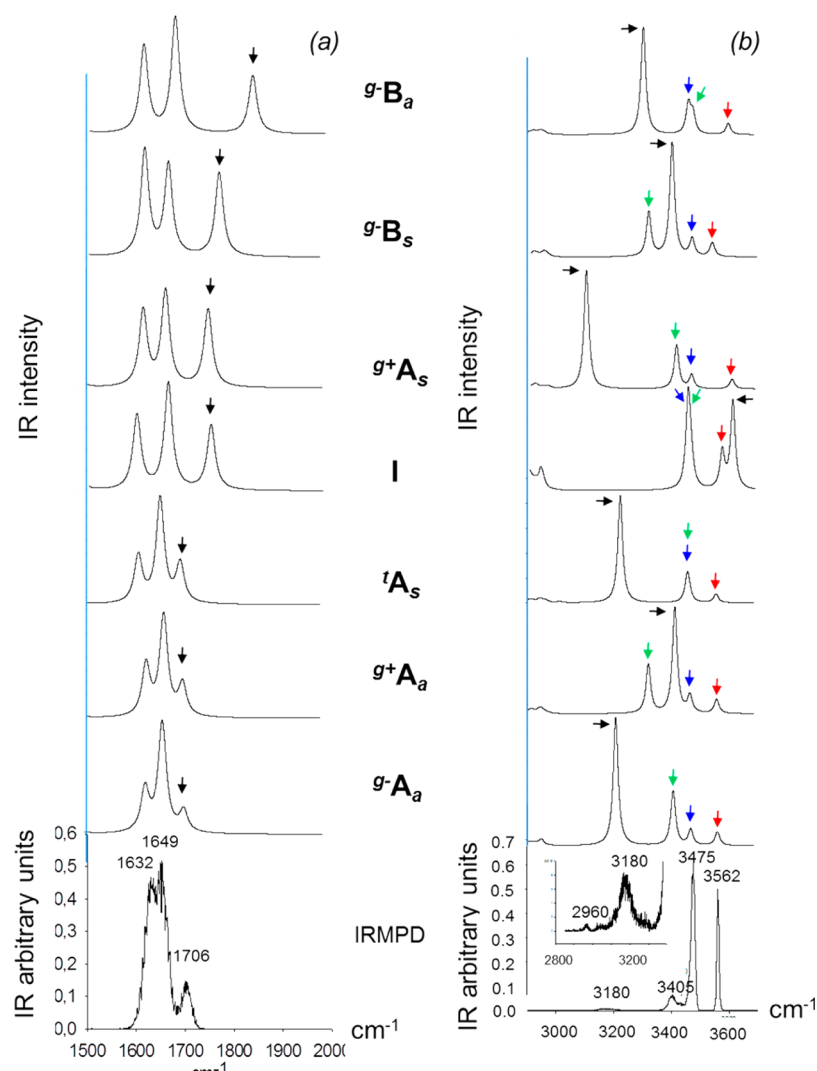 (a)
(b)
g-Ba
g-Bs
g+As
I
tAs
g+Aa
g-Aa
IR intensity
IR intensity
0,6
0,5
0,4
0,3
0,2
0,1
0,0
IR arbitrary units
1632
1649
1706
1500 1600 1700 1800 1900 2000
cm-1
cm-1
IRMPD
0.7
0.6
0.5
0.4
0.3
0.2
0.1
0.0
IR arbitrary units
2960
3180
2800
3200
3180
3405
3475
3562
3000 3200 3400 3600
cm-1